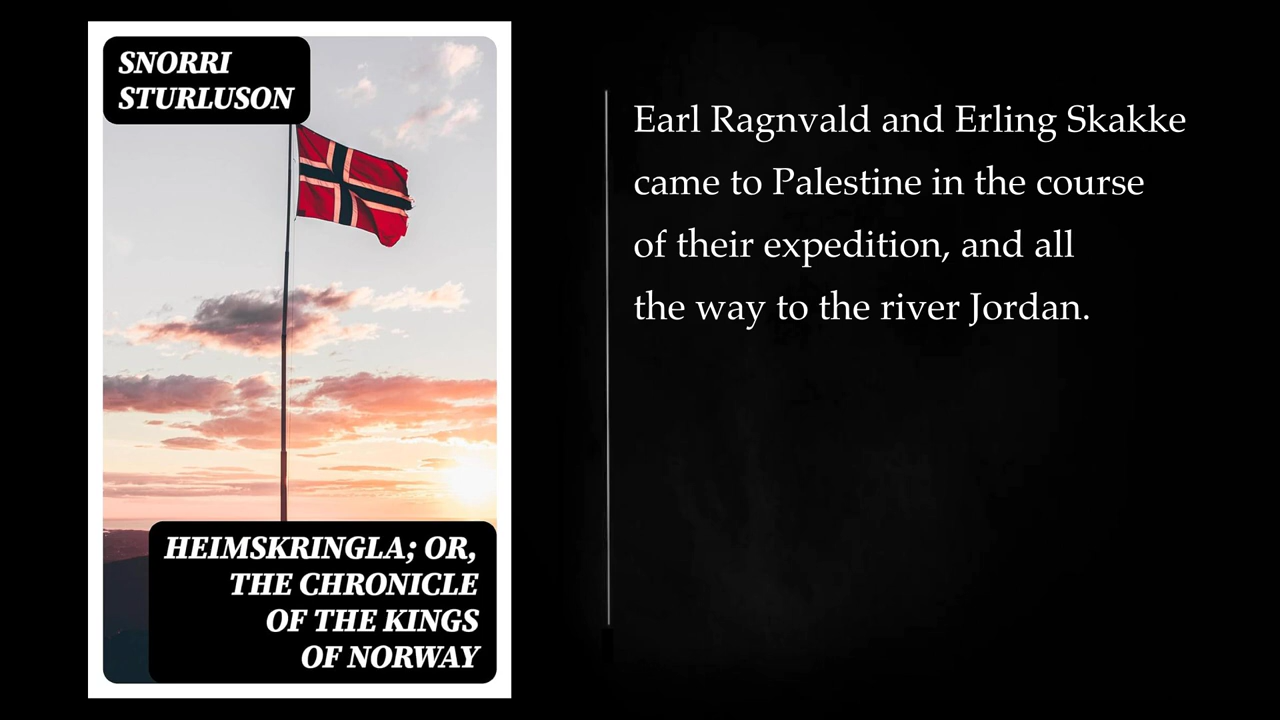 SNORRI
STURLUSON
HEIMSKRINGLA; OR,
THE CHRONICLE
OF THE KINGS
OF NORWAY
Earl Ragnvald and Erling Skakke
came to Palestine in the course
of their expedition, and all
the way to the river Jordan.